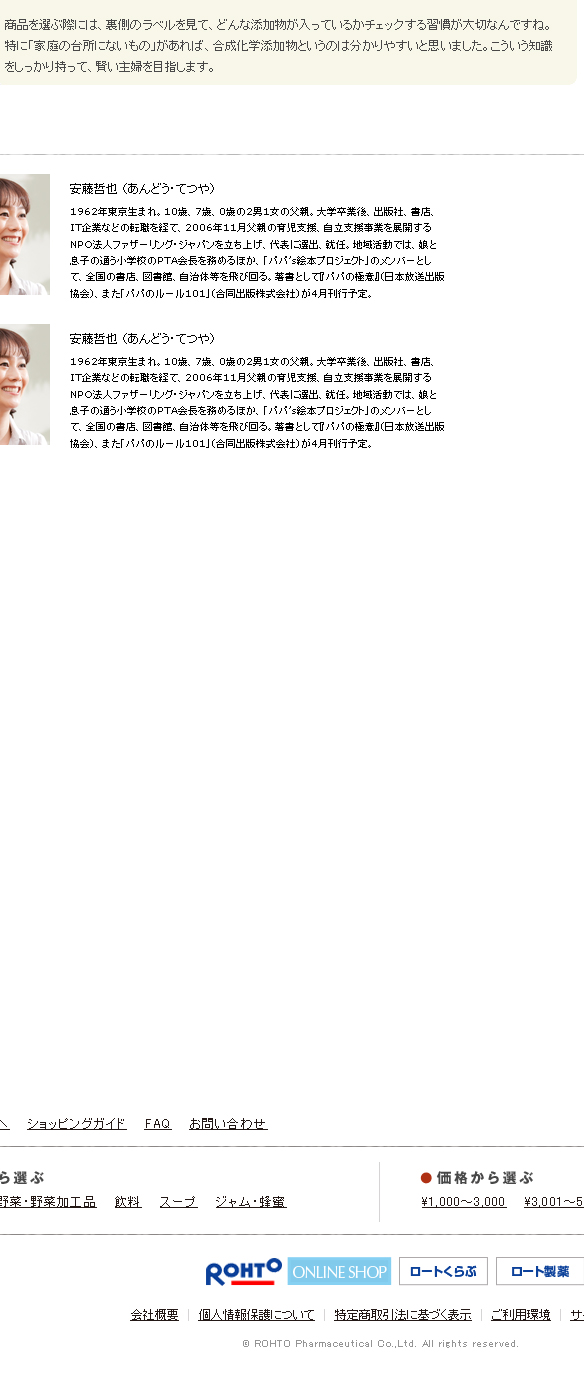 商品を選ぶ際には、裏側のラベルを見て、どんな添加物が入っているかチェックする習慣が大切なんですね。
特に「家庭の台所にないもの」があれば、合成化学添加物というのは分かりやすいと思いました。こういう知識
をしっかり持って、賢い主婦を目指します。
安藤哲也（あんどう・てつや）
1962年東京生まれ。10歳、7歳、0歳の2男1女の父親。大学卒業後、出版社、書店、
IT企業などの転職を経て、2006年11月父親の育児支援、自立支援事業を展開する
NPO法人ファザーリング・ジャパンを立ち上げ、代表に選出、就任。地域活動では、娘と
息子の通う小学校のPTA会長を務めるほか、「パパ's絵本プロジェクト」のメンバーとし
て、全国の書店、図書館、自治体等を飛び回る。著書として『パパの極意』（日本放送出版
協会）、また「パパのルール101」（合同出版株式会社）が4月刊行予定。
安藤哲也（あんどう・てつや）
1962年東京生まれ。10歳、7歳、0歳の2男1女の父親。大学卒業後、出版社、書店、
IT企業などの転職を経て、2006年11月父親の育児支援、自立支援事業を展開する
NPO法人ファザーリング・ジャパンを立ち上げ、代表に選出、就任。地域活動では、娘と
息子の通う小学校のPTA会長を務めるほか、「パパ's絵本プロジェクト」のメンバーとし
て、全国の書店、図書館、自治体等を飛び回る。著書として『パパの極意』（日本放送出版
協会）、また「パパのルール101」（合同出版株式会社）が4月刊行予定。
へ ショッピングガイド FAQ お問い合わせ
ら選ぶ ●価格から選ぶ
野菜・野菜加工品 飲料 スープ ジャム・蜂蜜 ¥1,000～3,000 ¥3,001～5
ROHTO ONLINE SHOP ロートくらぶ ロート製薬
会社概要 | 個人情報保護について | 特定商取引法に基づく表示 | ご利用環境 | サ
© ROHTO Pharmaceutical Co.,Ltd. All rights reserved.